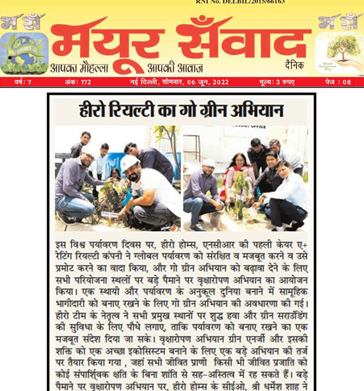 RNI No. DELBIL/2015/66163
मयूर सँवाद
दैनिक
आपका मौहल्ला आपकी आवाज
वर्ष: 7 अंक: 172 नई दिल्ली, सोमवार, 06 जून, 2022 मूल्य: 3 रुपए पेज : 08
हीरो रियल्टी का गो ग्रीन अभियान
इस विश्व पर्यावरण दिवस पर, हीरो होम्स, एनसीआर की पहली केयर ए+
रेटिंग रियल्टी कंपनी ने ग्लोबल पर्यावरण को संरक्षित व मजबूत करने व उसे
प्रमोट करने का वादा किया, और गो ग्रीन अभियान को बढ़ावा देने के लिए
सभी परियोजना स्थलों पर बड़े पैमाने पर वृक्षारोपण अभियान का आयोजन
किया। एक स्थायी और पर्यावरण के अनुकूल दुनिया बनाने में सामूहिक
भागीदारी को बनाए रखने के लिए गो ग्रीन अभियान की अवधारणा की गई।
हीरो टीम के नेतृत्व ने सभी प्रमुख स्थानों पर शुद्ध हवा और ग्रीन सराउंडिंग
की सुविधा के लिए पौधे लगाए, ताकि पर्यावरण को बनाए रखने का एक
मजबूत संदेश दिया जा सके। वृक्षारोपण अभियान ग्रीन एनर्जी और इसकी
शक्ति को एक अच्छा इकोसिस्टम बनाने के लिए एक बड़े अभियान की तर्ज
पर तैयार किया गया , जहां सभी जीवित प्राणी किसी भी जीवित प्रजाति को
कोई संपार्श्विक क्षति के बिना शांति से सह-अस्तित्व में रह सकते हैं। बड़े
पैमाने पर वृक्षारोपण अभियान पर, हीरो होम्स के सीईओ, श्री धर्मेश शाह ने